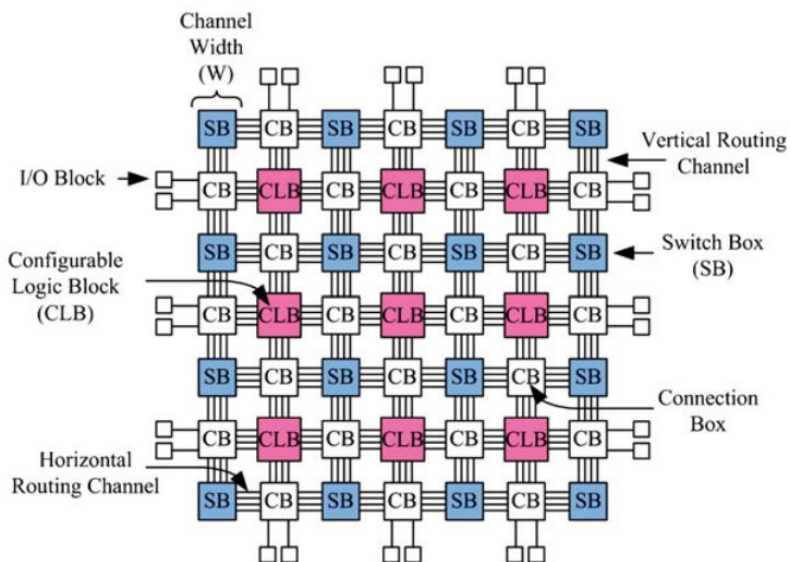 Channel
Width
(W)
SB CB SB CB SB CB SB
Vertical Routing
Channel
I/O Block
CB CLB CB CLB CB CLB CB
SB CB SB CB SB CB SB
Switch Box
(SB)
Configurable
Logic Block
(CLB)
CB CLB CB CLB CB CLB CB
SB CB SB CB SB CB SB
Connection
Box
CB CLB CB CLB CB CLB CB
Horizontal
Routing Channel
SB CB SB CB SB CB SB